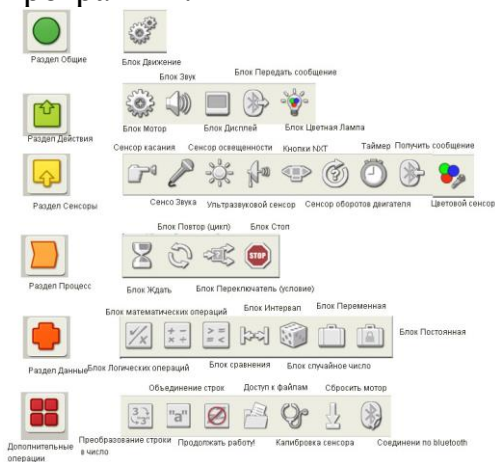 Раздел Общие
Блок Движение
Блок Звук
Блок Передать сообщение
Раздел Действия
Блок Мотор
Блок Дисплей
Блок Цветная Лампа
Сенсор касания
Сенсор освещенности
Кнопки NXT
Таймер
Получить сообщение
Раздел Сенсоры
Сенсо Звука
Ультразвуковой сенсор
Сенсор оборотов двигателя
Цветовой сенсор
Блок Повтор (цикл)
Блок Стоп
STOP
Раздел Процесс
Блок Ждать
Блок Переключатель (условие)
Блок математических операций
Блок Интервал
Блок Переменная
Блок Постоянная
Раздел Данные
Блок Логических операций
Блок сравнения
Блок случайное число
Объединение строк
Доступ к файлам
Сбросить мотор
"a"
Дополнительные
операции
Преобразование строки
в число
Продолжать работу!
Калибровка сенсора
Соединени по bluetooth